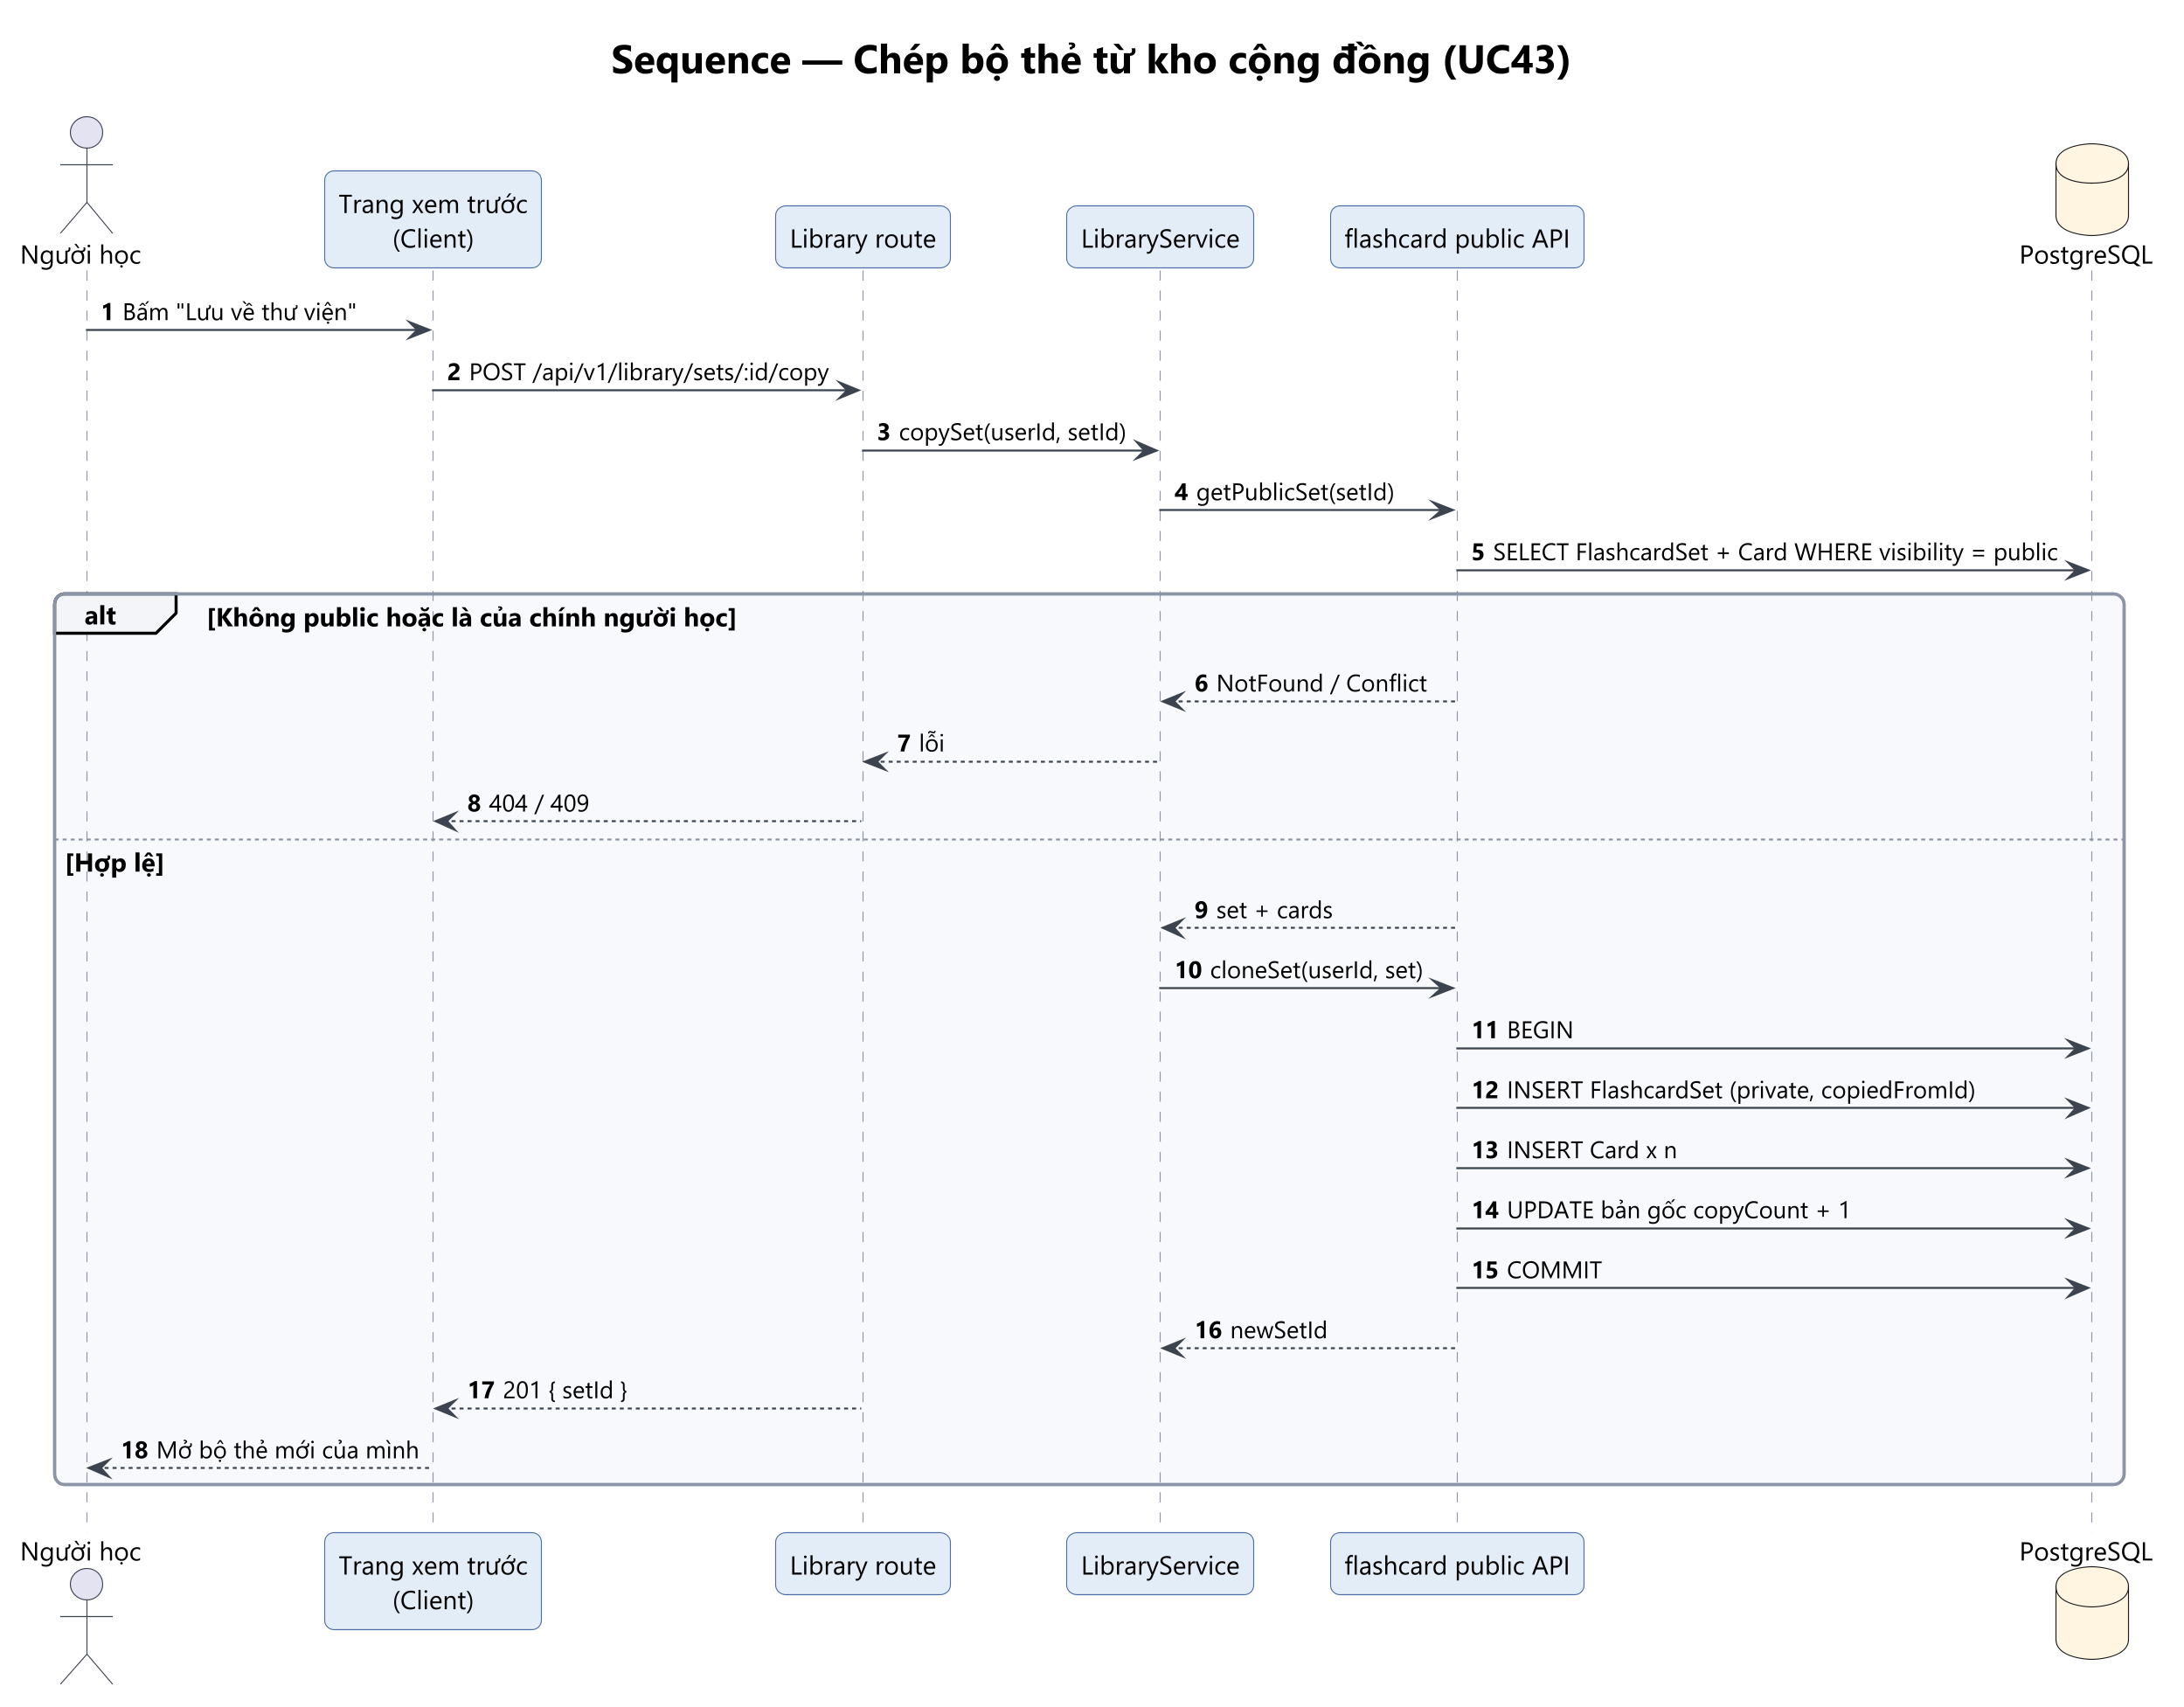 Sequence — Chép bộ thẻ từ kho cộng đồng (UC43)
Người học
Trang xem trước
(Client)
Library route
LibraryService
flashcard public API
PostgreSQL
1 Bấm "Lưu về thư viện"
2 POST /api/v1/library/sets/:id/copy
3 copySet(userId, setId)
4 getPublicSet(setId)
5 SELECT FlashcardSet + Card WHERE visibility = public
alt [Không public hoặc là của chính người học]
6 NotFound / Conflict
7 lỗi
8 404 / 409
[Hợp lệ]
9 set + cards
10 cloneSet(userId, set)
11 BEGIN
12 INSERT FlashcardSet (private, copiedFromId)
13 INSERT Card x n
14 UPDATE bản gốc copyCount + 1
15 COMMIT
16 newSetId
17 201 { setId }
18 Mở bộ thẻ mới của mình
Người học
Trang xem trước
(Client)
Library route
LibraryService
flashcard public API
PostgreSQL